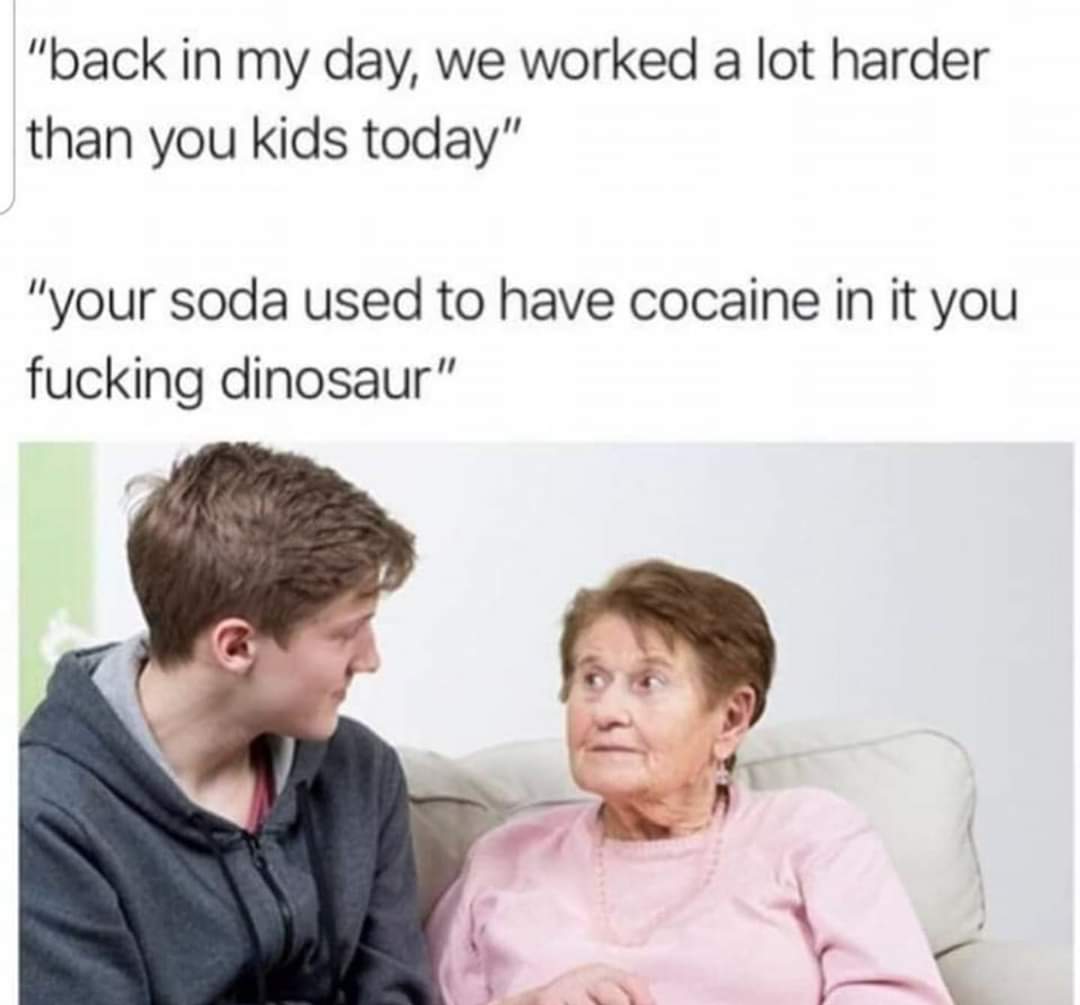 "back in my day, we worked a lot harder
than you kids today"
"your soda used to have cocaine in it you
fucking dinosaur"